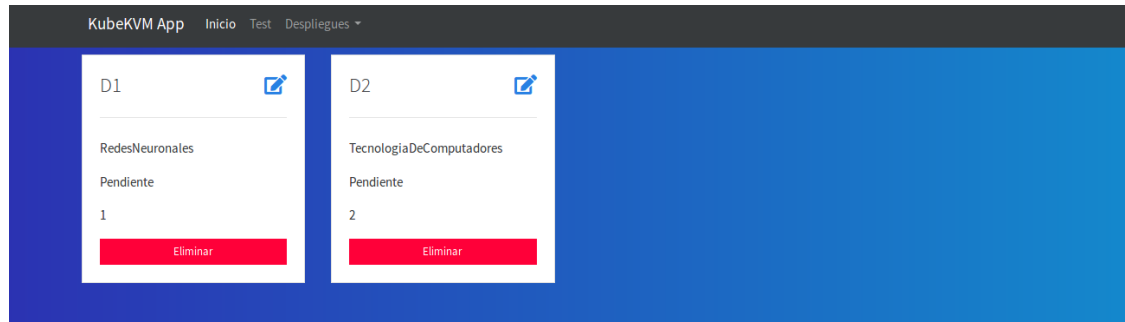 KubeKVM App Inicio Test Despliegues
D1
RedesNeuronales
Pendiente
1
Eliminar
D2
TecnologiaDeComputadores
Pendiente
2
Eliminar